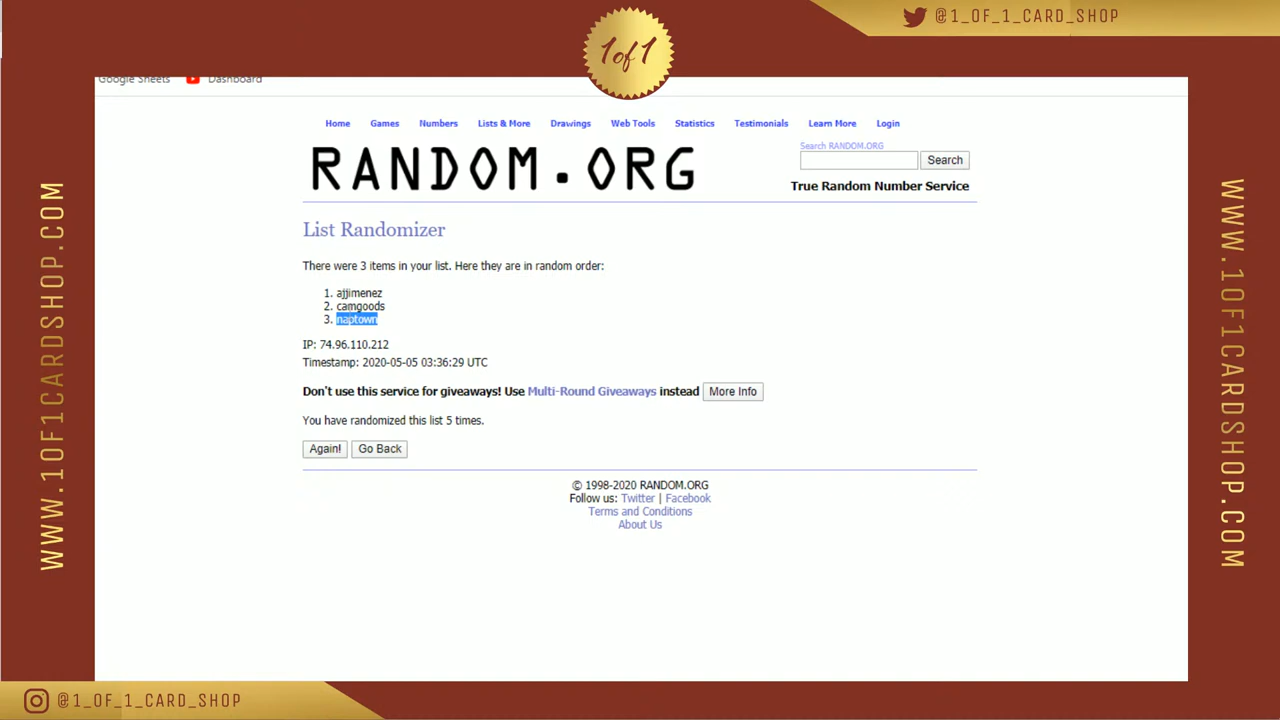 @1_OF_1_CARD_SHOP
1 of 1
Google Sheets Dashboard
Home Games Numbers Lists & More Drawings Web Tools Statistics Testimonials Learn More Login
RANDOM.ORG
Search RANDOM.ORG
Search
True Random Number Service
List Randomizer
There were 3 items in your list. Here they are in random order:
1. ajjimenez
2. camgoods
3. naptown
IP: 74.96.110.212
Timestamp: 2020-05-05 03:36:29 UTC
Don't use this service for giveaways! Use Multi-Round Giveaways instead More Info
You have randomized this list 5 times.
Again! Go Back
© 1998-2020 RANDOM.ORG
Follow us: Twitter | Facebook
Terms and Conditions
About Us
WWW.1OF1CARDSHOP.COM
WWW.1OF1CARDSHOP.COM
@1_OF_1_CARD_SHOP